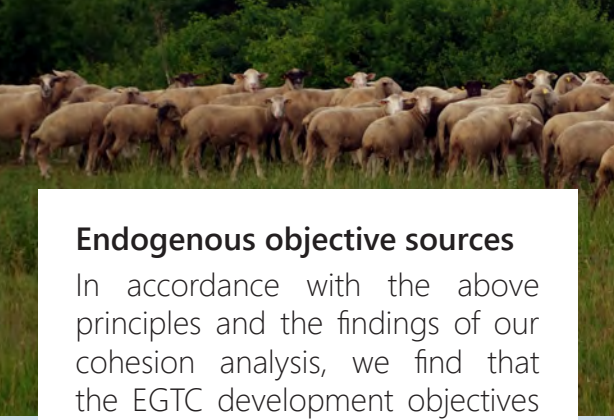 Endogenous objective sources
In accordance with the above
principles and the findings of our
cohesion analysis, we find that
the EGTC development objectives